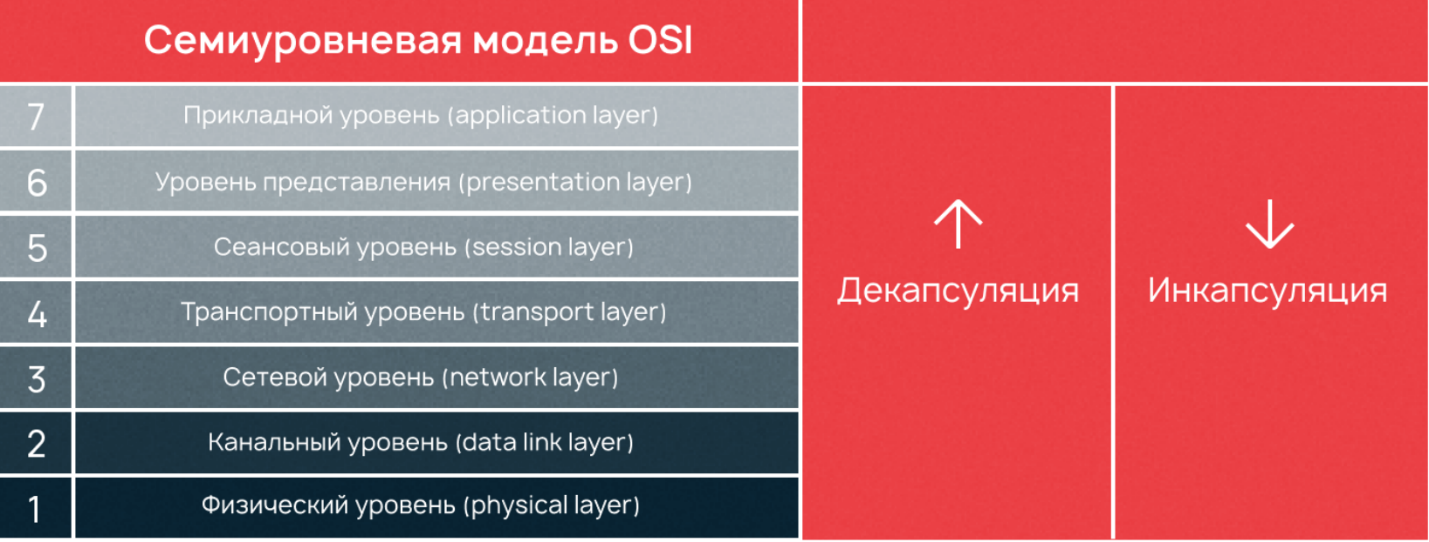 Семиуровневая модель OSI
7
Прикладной уровень (application layer)
6
Уровень представления (presentation layer)
5
Сеансовый уровень (session layer)
4
Транспортный уровень (transport layer)
3
Сетевой уровень (network layer)
2
Канальный уровень (data link layer)
1
Физический уровень (physical layer)
Декапсуляция
Инкапсуляция